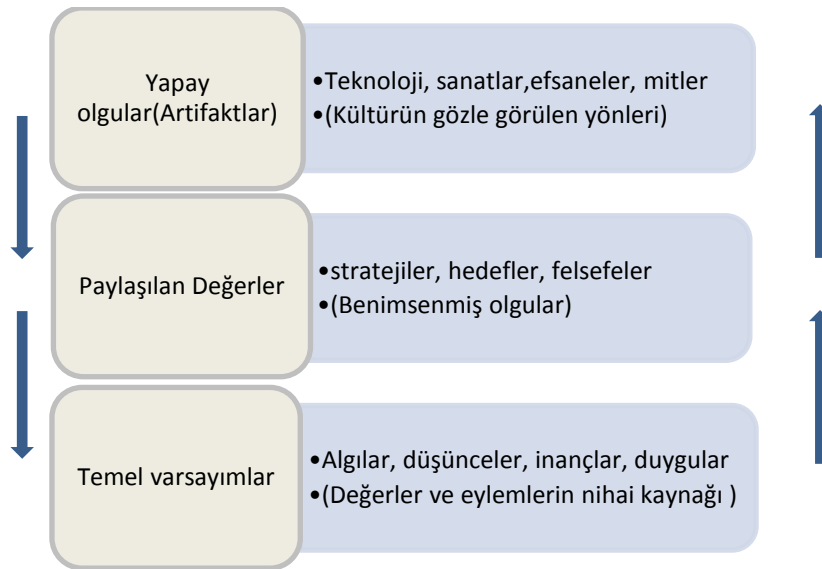 Yapay
olgular(Artifaktlar)
•Teknoloji, sanatlar,efsaneler, mitler
•(Kültürün gözle görülen yönleri)
Paylaşılan Değerler
•stratejiler, hedefler, felsefeler
•(Benimsenmiş olgular)
Temel varsayımlar
•Algılar, düşünceler, inançlar, duygular
•(Değerler ve eylemlerin nihai kaynağı )